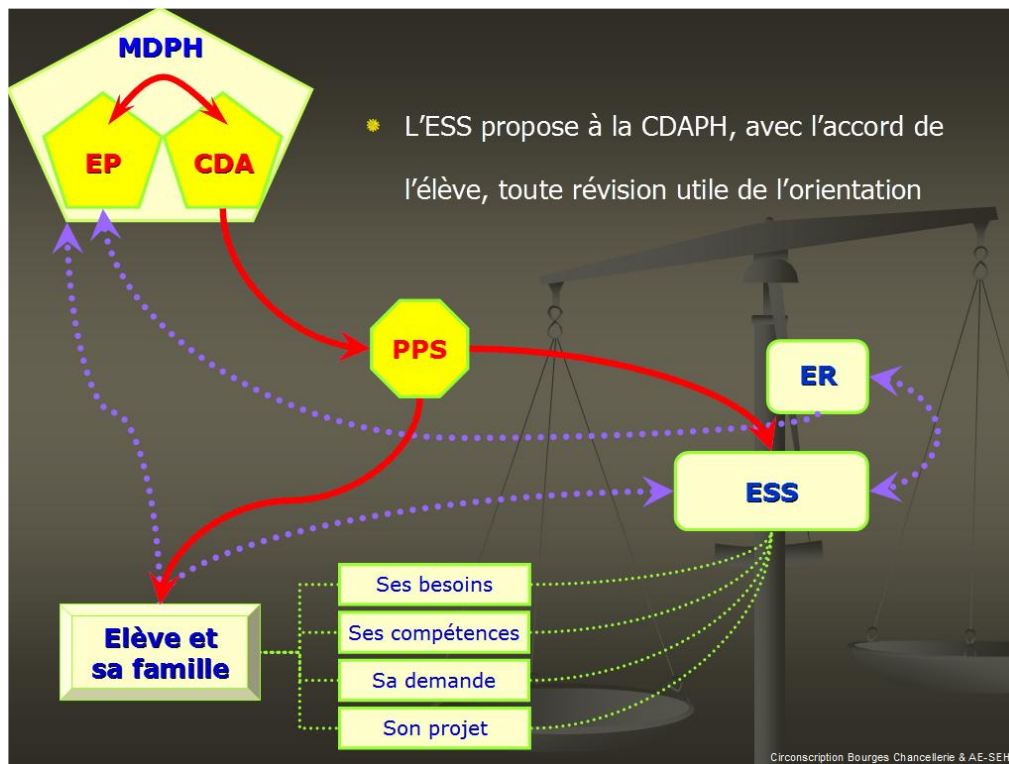 MDPH
EP
CDA
L'ESS propose à la CDAPH, avec l'accord de
l'élève, toute révision utile de l'orientation
PPS
ER
ESS
Elève et
sa famille
Ses besoins
Ses compétences
Sa demande
Son projet
Circonscription Bourges Chancellerie & AE-SEH